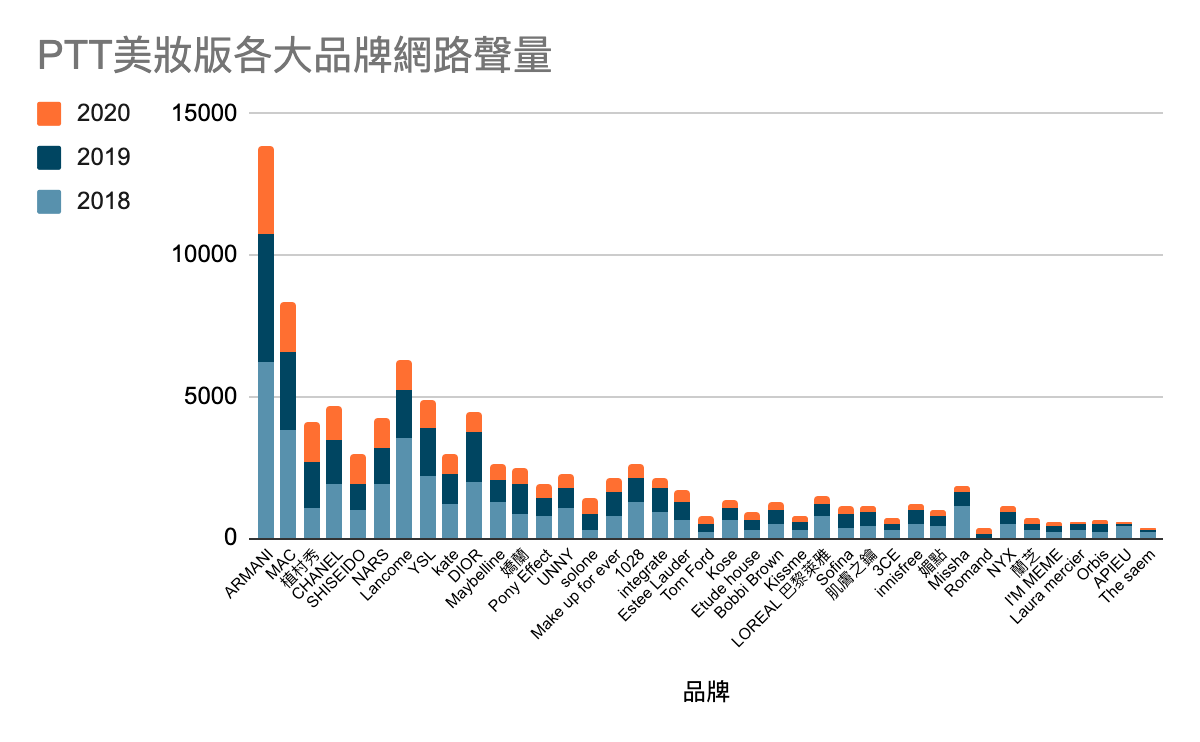 PTT美妝版各大品牌網路聲量
2020
2019
2018
15000
10000
5000
0
ARMANI
MAC
植村秀
CHANEL
SHISEIDO
NARS
Lancome
YSL
kate
DIOR
Maybelline
嬌蘭
Pony Effect
UNNY
solone
Make up for ever
1028
integrate
Estee Lauder
Tom Ford
Kose
Etude house
Bobbi Brown
Kissme
LOREAL 巴黎萊雅
Sofina
肌膚之鑰
3CE
innisfree
媚點
Missha
Romand
NYX
蘭芝
I'M MEME
Laura mercier
Orbis
APIEU
The saem
品牌